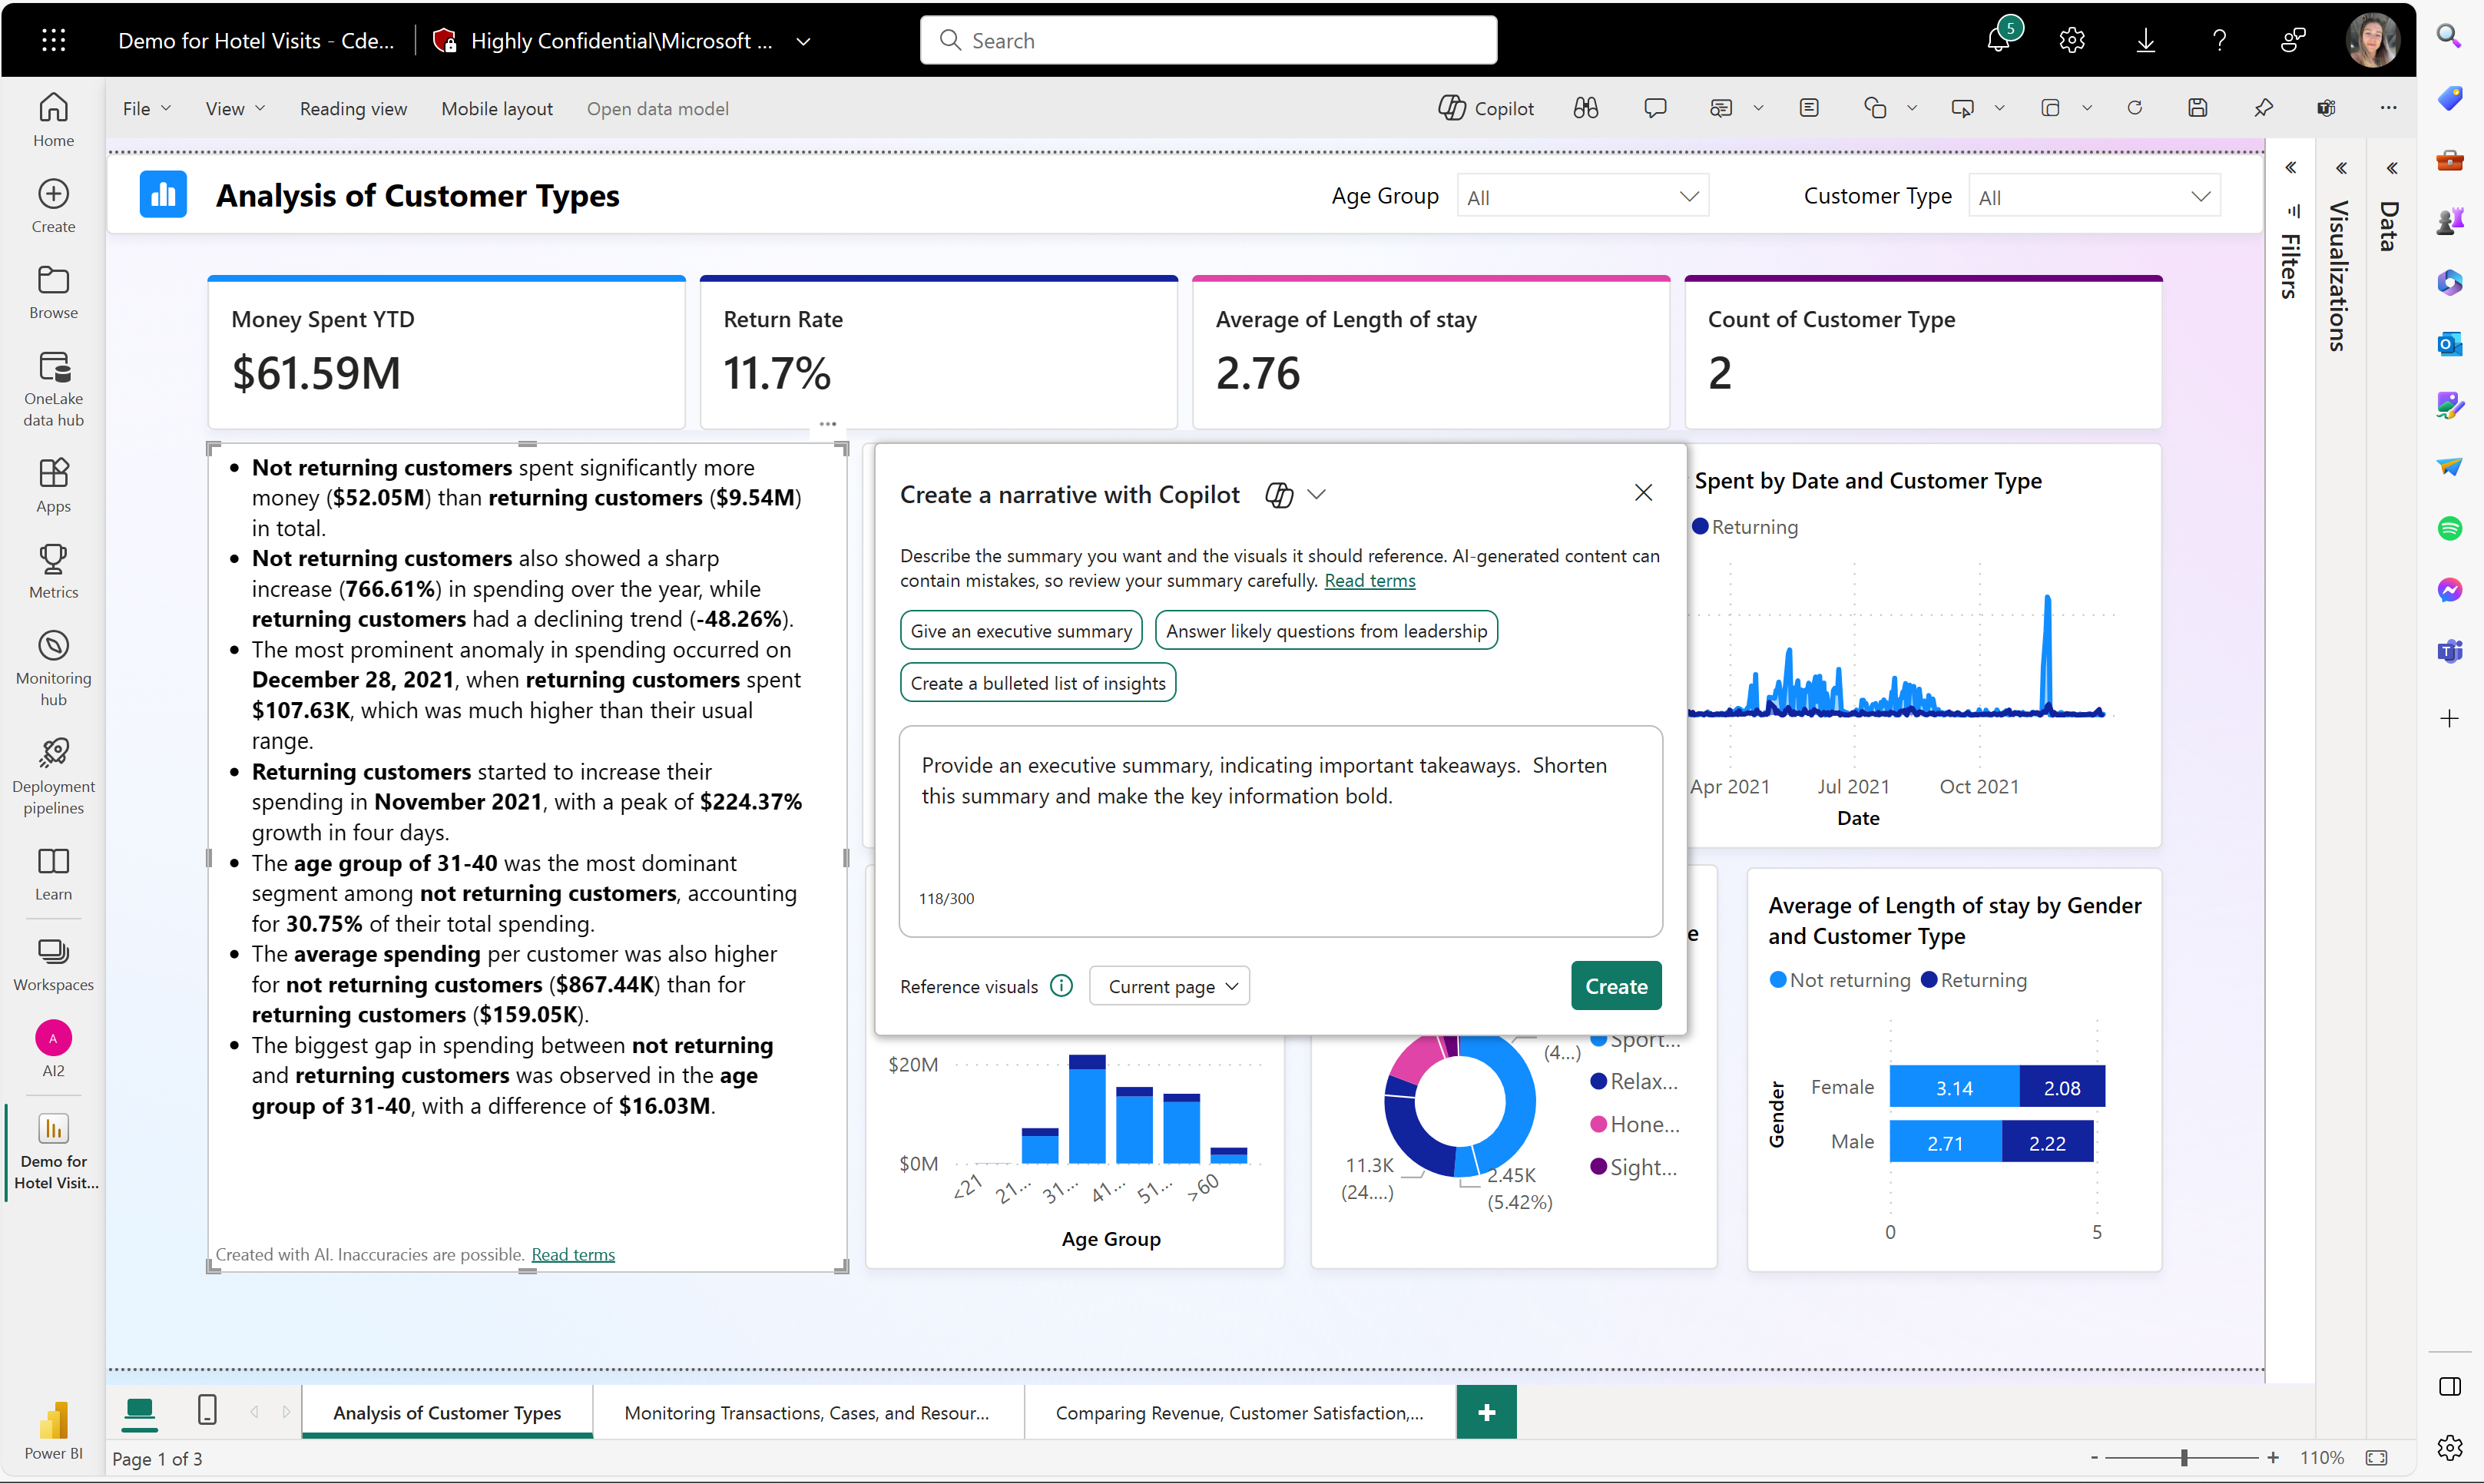 Demo for Hotel Visits - Cde...
Highly Confidential\Microsoft ...
Search
5
File
View
Reading view
Mobile layout
Open data model
Copilot
Home
Create
Browse
OneLake
data hub
Apps
Metrics
Monitoring
hub
Deployment
pipelines
Learn
Workspaces
A
AI2
Demo for
Hotel Visit...
Power BI
Analysis of Customer Types
Age Group
All
Customer Type
All
Filters
Visualizations
Data
Money Spent YTD
$61.59M
Return Rate
11.7%
Average of Length of stay
2.76
Count of Customer Type
2
• Not returning customers spent significantly more
money ($52.05M) than returning customers ($9.54M)
in total.
• Not returning customers also showed a sharp
increase (766.61%) in spending over the year, while
returning customers had a declining trend (-48.26%).
• The most prominent anomaly in spending occurred on
December 28, 2021, when returning customers spent
$107.63K, which was much higher than their usual
range.
• Returning customers started to increase their
spending in November 2021, with a peak of $224.37%
growth in four days.
• The age group of 31-40 was the most dominant
segment among not returning customers, accounting
for 30.75% of their total spending.
• The average spending per customer was also higher
for not returning customers ($867.44K) than for
returning customers ($159.05K).
• The biggest gap in spending between not returning
and returning customers was observed in the age
group of 31-40, with a difference of $16.03M.
Created with AI. Inaccuracies are possible. Read terms
Create a narrative with Copilot
Describe the summary you want and the visuals it should reference. AI-generated content can
contain mistakes, so review your summary carefully. Read terms
Give an executive summary
Answer likely questions from leadership
Create a bulleted list of insights
Provide an executive summary, indicating important takeaways.  Shorten
this summary and make the key information bold.
118/300
Reference visuals
Current page
Create
Spent by Date and Customer Type
Returning
Apr 2021
Jul 2021
Oct 2021
Date
e
$20M
$0M
<21
21...
31...
41...
51...
>60
Age Group
(4...)
11.3K
(24....)
2.45K
(5.42%)
Sport...
Relax...
Hone...
Sight...
Average of Length of stay by Gender
and Customer Type
Not returning
Returning
Gender
Female
3.14
2.08
Male
2.71
2.22
0
5
Analysis of Customer Types
Monitoring Transactions, Cases, and Resour...
Comparing Revenue, Customer Satisfaction,...
+
Page 1 of 3
-
+
110%